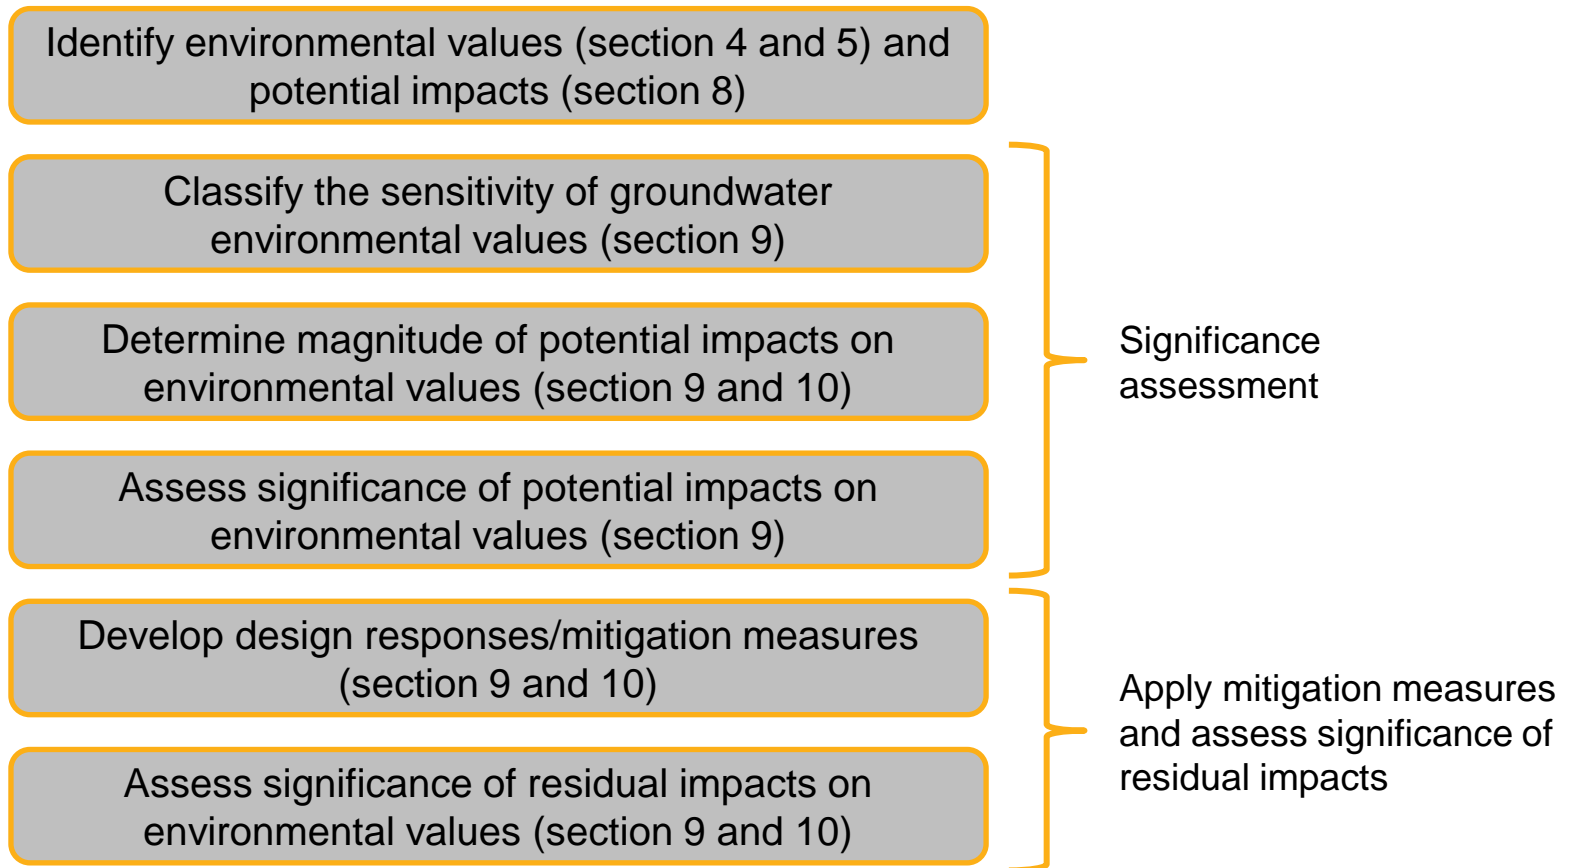 Identify environmental values (section 4 and 5) and
potential impacts (section 8)
Classify the sensitivity of groundwater
environmental values (section 9)
Determine magnitude of potential impacts on
environmental values (section 9 and 10)
Assess significance of potential impacts on
environmental values (section 9)
Significance
assessment
Develop design responses/mitigation measures
(section 9 and 10)
Assess significance of residual impacts on
environmental values (section 9 and 10)
Apply mitigation measures
and assess significance of
residual impacts